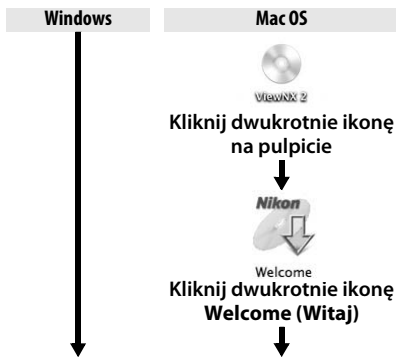 Windows
Mac OS
ViewNX 2
Kliknij dwukrotnie ikonę
na pulpicie
Nikon
Welcome
Kliknij dwukrotnie ikonę
Welcome (Witaj)